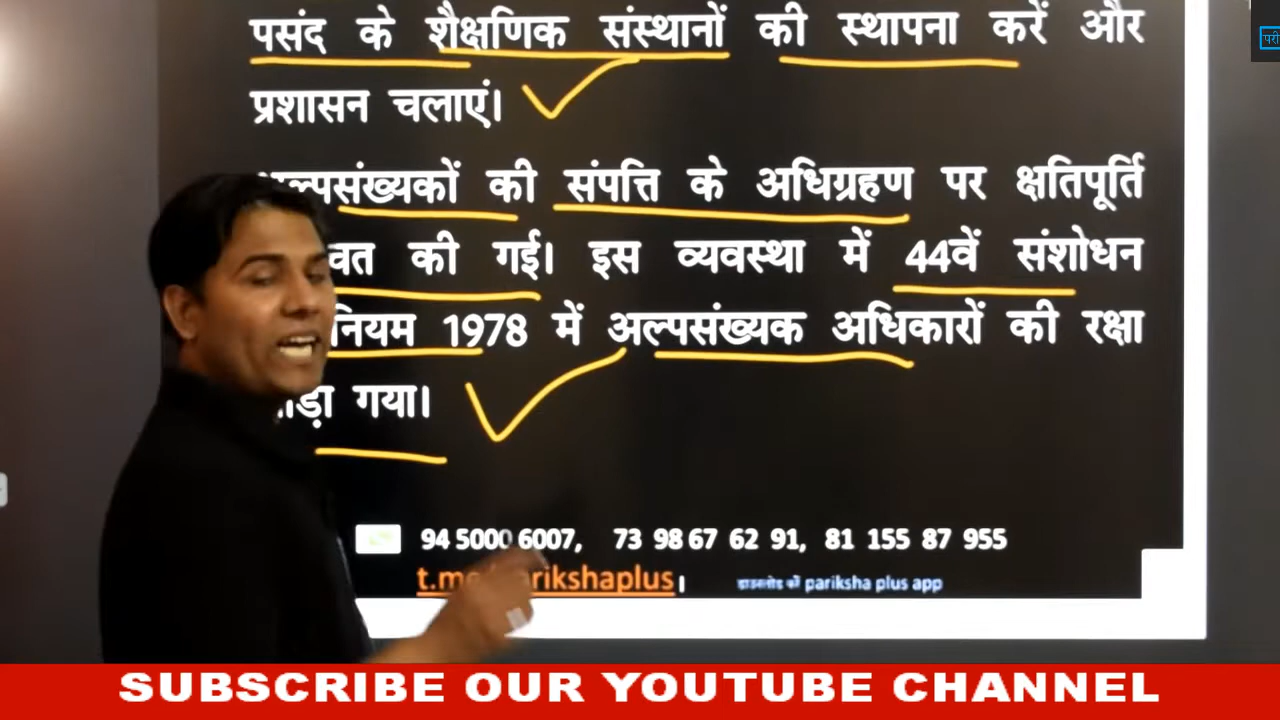 पसंद के शैक्षणिक संस्थानों की स्थापना करें और
प्रशासन चलाएं।
की संपत्ति के अधिग्रहण पर क्षतिपूर्ति
की गई। इस व्यवस्था में 44वें संशोधन
1978 में अल्पसंख्यक अधिकारों की रक्षा
गया।
94 5000 6007, 73 98 67 62 91, 81 155 87 955
डाउनलोड करें pariksha plus app
SUBSCRIBE OUR YOUTUBE CHANNEL